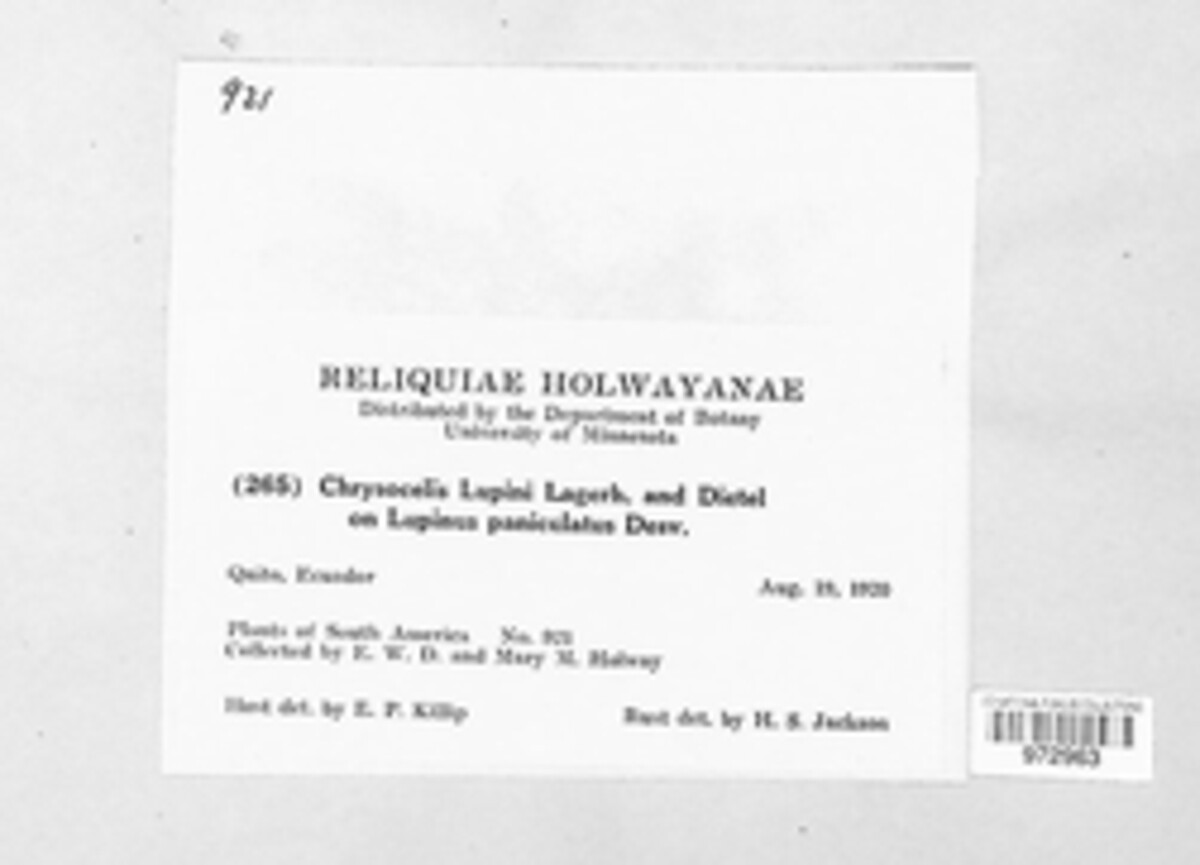 921
RELIQUIAE HOLWAYANAE
Distributed by the Department of Botany
University of Minnesota
(265) Chrysocelis Lupini Lagerh. and Dietel
on Lupinus paniculatus Desv.
Quito, Ecuador
Aug. 19, 1920
Plants of South America No. 921
Collected by E. W. D. and Mary M. Holway
Host det. by E. P. Killip
Rust det. by H. S. Jackson
972963